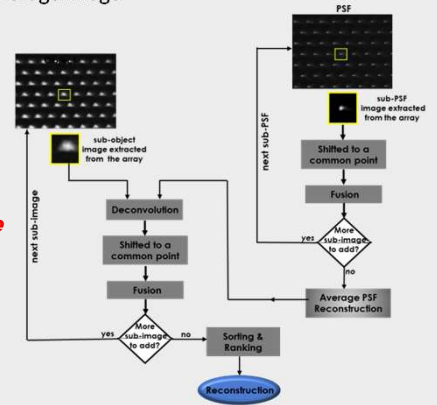 PSF
sub-PSF
image extracted
from the array
next sub-PSF
Shifted to a
common point
Fusion
More
sub-image
to add?
yes
no
Average PSF
Reconstruction
sub-object
image extracted
from the array
next sub-image
Deconvolution
Shifted to a
common point
Fusion
More
sub-image
to add?
yes
no
Sorting &
Ranking
Reconstruction